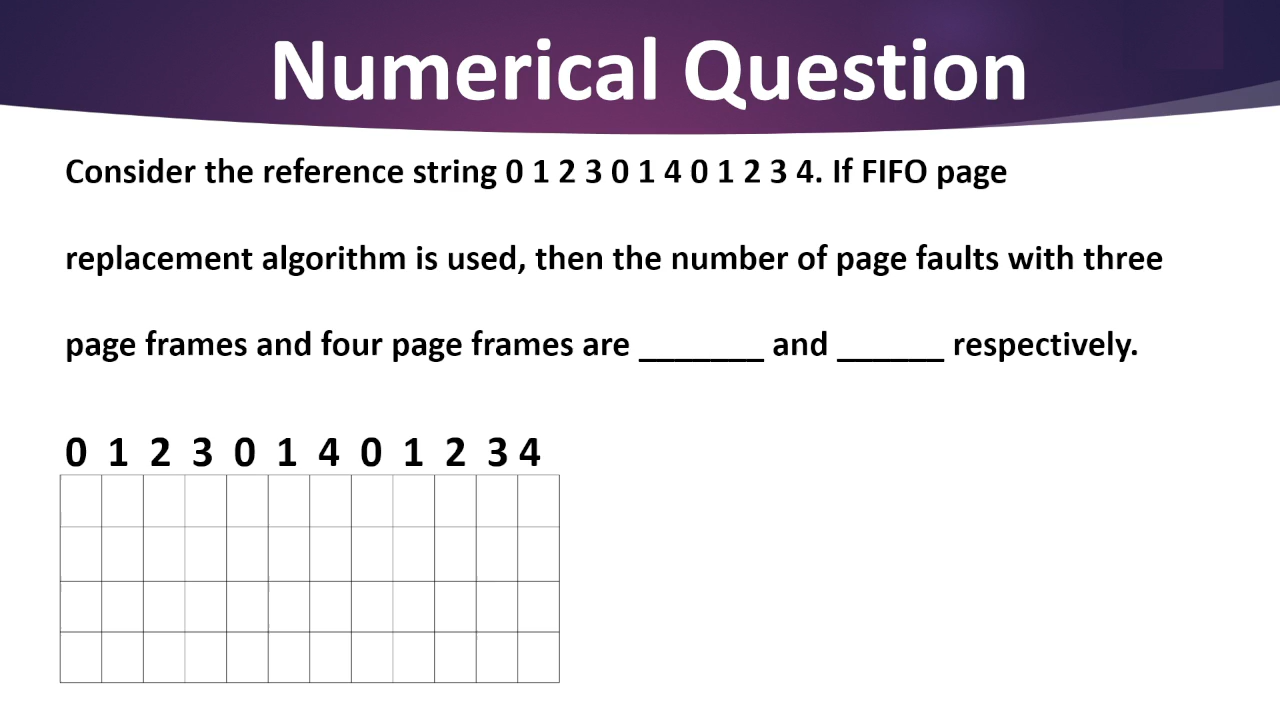 Numerical Question
Consider the reference string 0 1 2 3 0 1 4 0 1 2 3 4. If FIFO page
replacement algorithm is used, then the number of page faults with three
page frames and four page frames are _______ and ______ respectively.
0 1 2 3 0 1 4 0 1 2 3 4